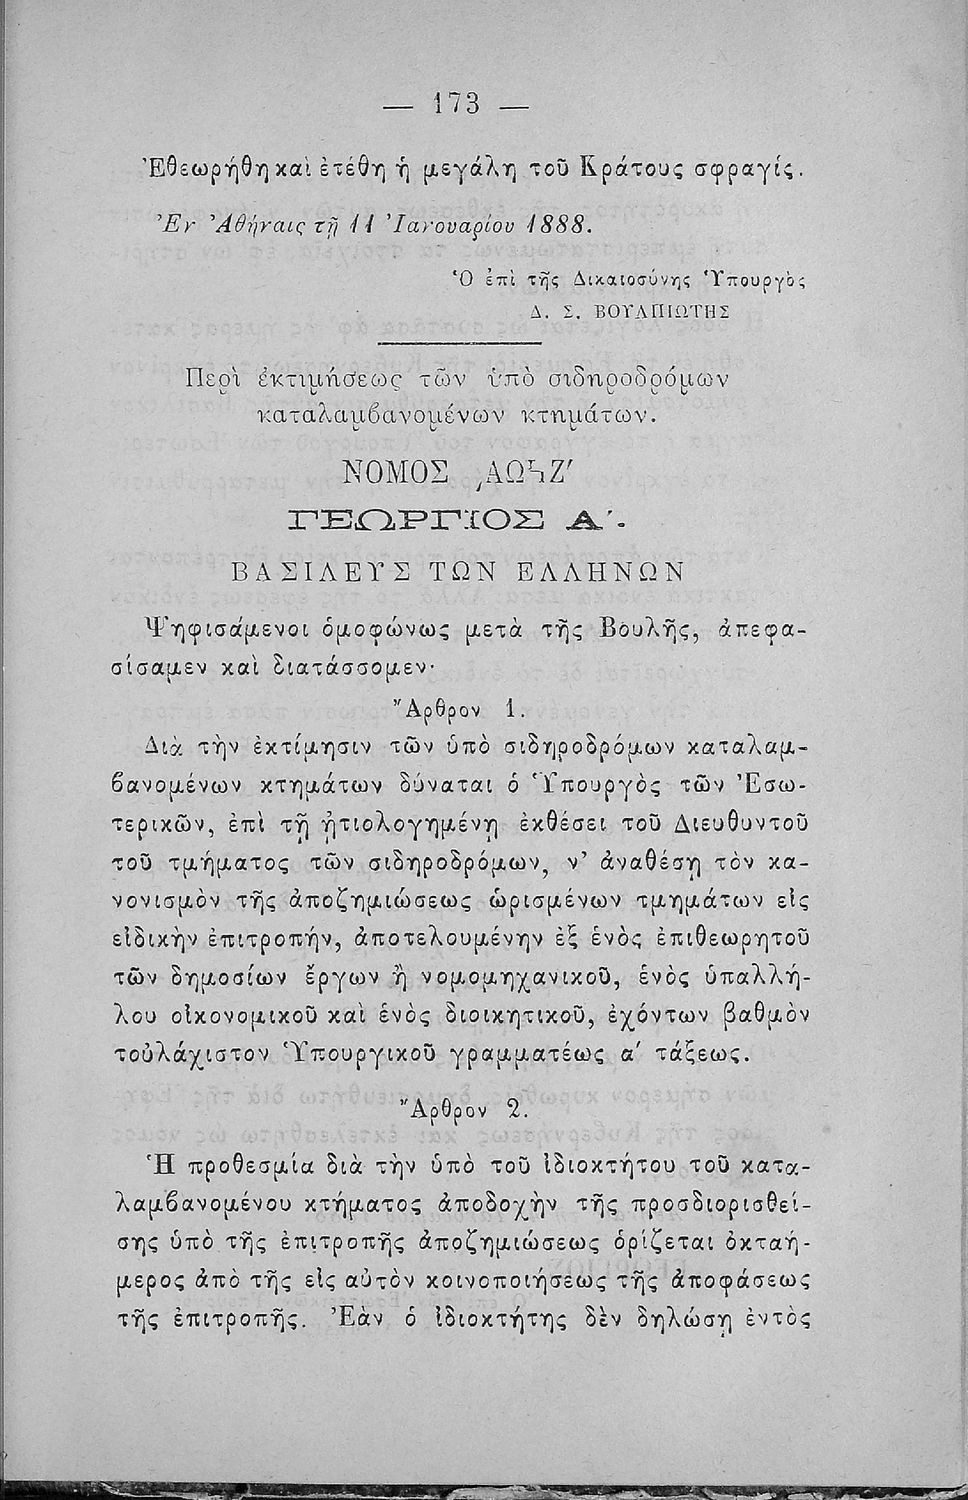 — 173 —
Ἐθεωρήθη καὶ ἐτέθη ἡ μεγάλη τοῦ Κράτους σφραγίς.
Ἐν Ἀθήναις τῇ 11 Ἰανουαρίου 1888.
Ὁ ἐπὶ τῆς Δικαιοσύνης Ὑπουργὸς
Δ. Σ. ΒΟΥΛΠΙΩΤΗΣ
Περὶ ἐκτιμήσεως τῶν ὑπὸ σιδηροδρόμων
καταλαμβανομένων κτημάτων.
ΝΟΜΟΣ ͵ΑΩϞΖʹ
ΓΕΩΡΓΙΟΣ Αʹ.
ΒΑΣΙΛΕΥΣ ΤΩΝ ΕΛΛΗΝΩΝ
Ψηφισάμενοι ὁμοφώνως μετὰ τῆς Βουλῆς, ἀπεφα-
σίσαμεν καὶ διατάσσομεν·
Ἄρθρον 1.
Διὰ τὴν ἐκτίμησιν τῶν ὑπὸ σιδηροδρόμων καταλαμ-
βανομένων κτημάτων δύναται ὁ Ὑπουργὸς τῶν Ἐσω-
τερικῶν, ἐπὶ τῇ ᾐτιολογημένῃ ἐκθέσει τοῦ Διευθυντοῦ
τοῦ τμήματος τῶν σιδηροδρόμων, ν’ ἀναθέσῃ τὸν κα-
νονισμὸν τῆς ἀποζημιώσεως ὡρισμένων τμημάτων εἰς
εἰδικὴν ἐπιτροπήν, ἀποτελουμένην ἐξ ἑνὸς ἐπιθεωρητοῦ
τῶν δημοσίων ἔργων ἢ νομομηχανικοῦ, ἑνὸς ὑπαλλή-
λου οἰκονομικοῦ καὶ ἑνὸς διοικητικοῦ, ἐχόντων βαθμὸν
τοὐλάχιστον Ὑπουργικοῦ γραμματέως αʹ τάξεως.
Ἄρθρον 2.
Ἡ προθεσμία διὰ τὴν ὑπὸ τοῦ ἰδιοκτήτου τοῦ κατα-
λαμβανομένου κτήματος ἀποδοχὴν τῆς προσδιορισθεί-
σης ὑπὸ τῆς ἐπιτροπῆς ἀποζημιώσεως ὁρίζεται ὀκταή-
μερος ἀπὸ τῆς εἰς αὐτὸν κοινοποιήσεως τῆς ἀποφάσεως
τῆς ἐπιτροπῆς. Ἐὰν ὁ ἰδιοκτήτης δὲν δηλώσῃ ἐντὸς